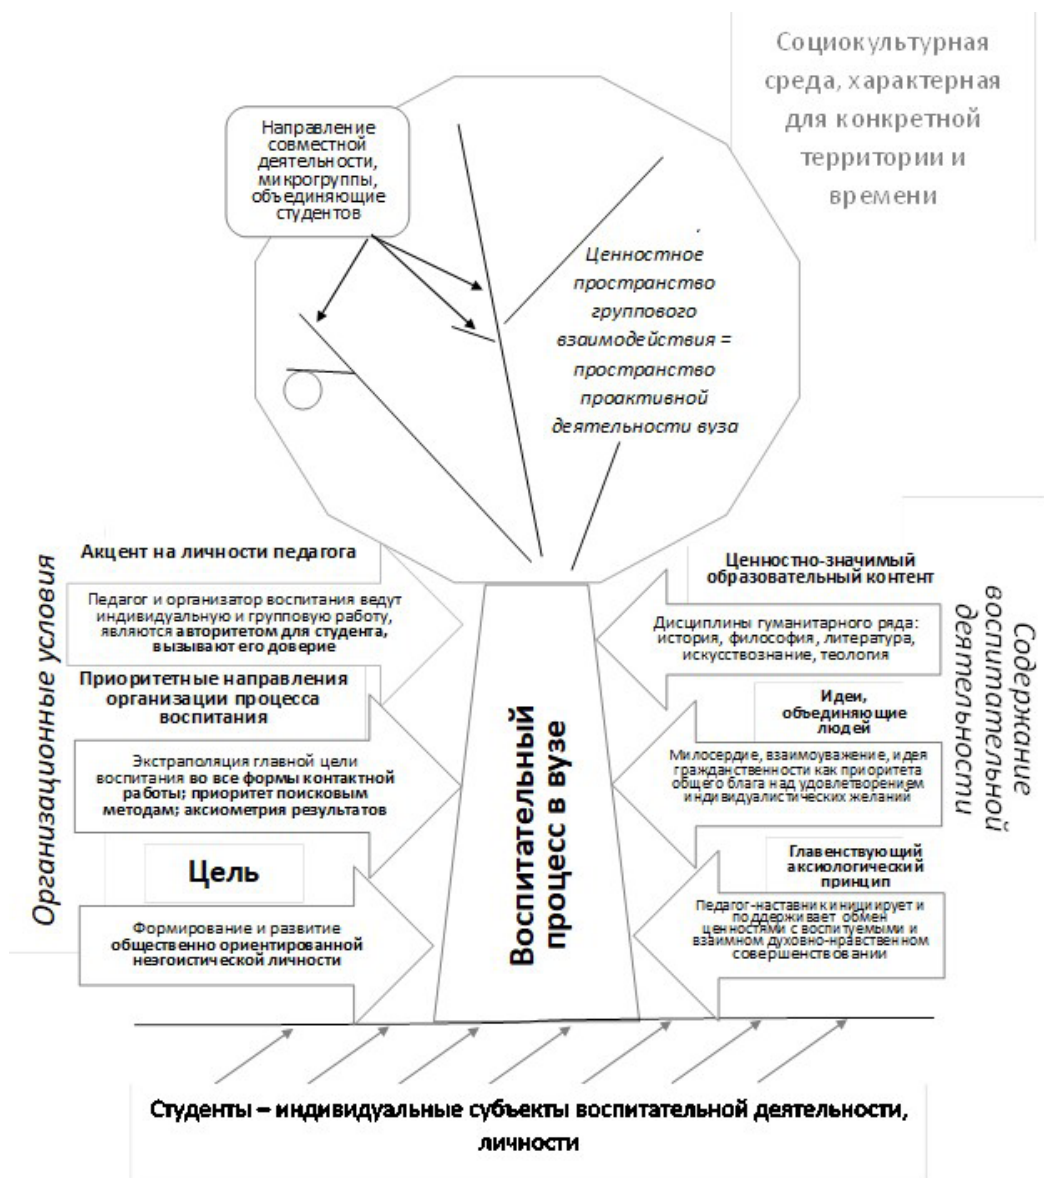 Социокультурная
среда, характерная
для конкретной
территории и
времени
Направление
совместной
деятельности,
микрогруппы,
объединяющие
студентов
Ценностное
пространство
группового
взаимодействия =
пространство
проактивной
деятельности вуза
Организационные условия
Акцент на личности педагога
Педагог и организатор воспитания ведут
индивидуальную и групповую работу,
являются авторитетом для студента,
вызывают его доверие
Приоритетные направления
организации процесса
воспитания
Экстраполяция главной цели
воспитания во все формы контактной
работы; приоритет поисковым
методам; аксиометрия результатов
Цель
Формирование и развитие
общественно ориентированной
неэгоистической личности
Воспитательный
процесс в вузе
Ценностно-значимый
образовательный контент
Дисциплины гуманитарного ряда:
история, философия, литература,
искусствознание, теология
Идеи,
объединяющие
людей
Милосердие, взаимоуважение, идея
гражданственности как приоритета
общего блага над удовлетворением
индивидуалистических желаний
Главенствующий
аксиологический
принцип
Педагог-наставник инициирует и
поддерживает обмен
ценностями с воспитуемыми и
взаимном духовно-нравственном
совершенствовании
Содержание
воспитательной
деятельности
Студенты – индивидуальные субъекты воспитательной деятельности,
личности